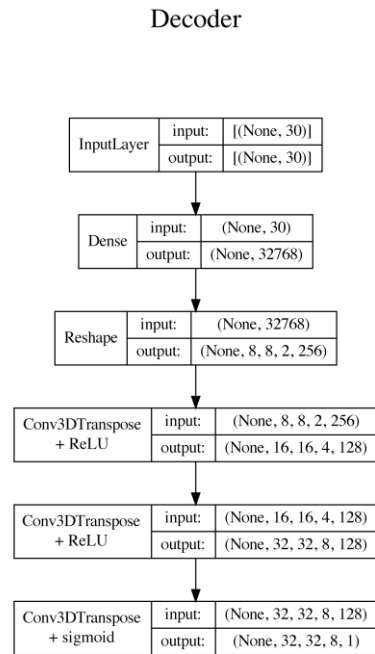 Decoder
InputLayer input: [(None, 30)]
output: [(None, 30)]
Dense input: (None, 30)
output: (None, 32768)
Reshape input: (None, 32768)
output: (None, 8, 8, 2, 256)
Conv3DTranspose + ReLU input: (None, 8, 8, 2, 256)
output: (None, 16, 16, 4, 128)
Conv3DTranspose + ReLU input: (None, 16, 16, 4, 128)
output: (None, 32, 32, 8, 128)
Conv3DTranspose + sigmoid input: (None, 32, 32, 8, 128)
output: (None, 32, 32, 8, 1)